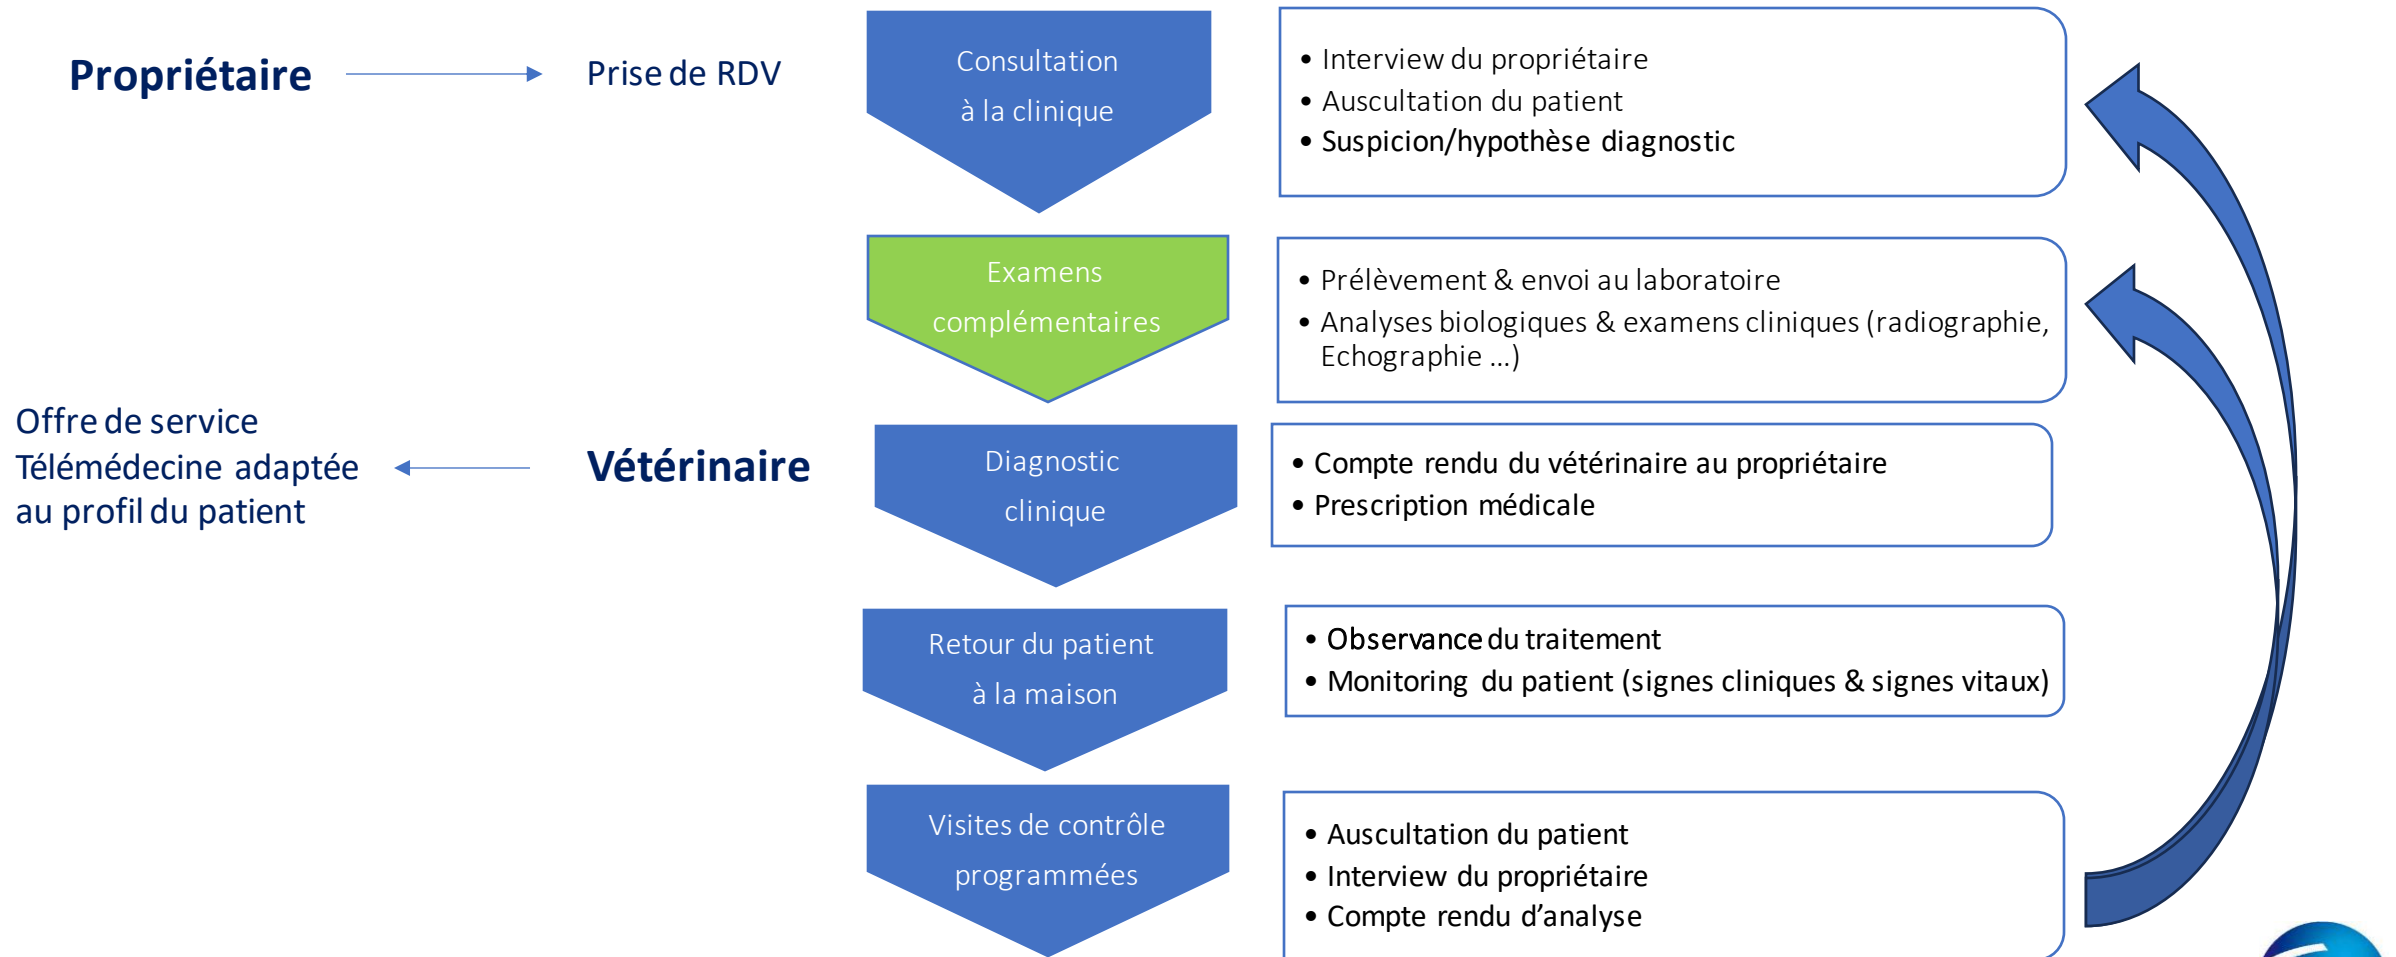 Propriétaire
Prise de RDV
Consultation
à la clinique
• Interview du propriétaire
• Auscultation du patient
• Suspicion/hypothèse diagnostic
Examens
complémentaires
• Prélèvement & envoi au laboratoire
• Analyses biologiques & examens cliniques (radiographie,
Echographie ...)
Offre de service
Télémédecine adaptée
au profil du patient
Vétérinaire
Diagnostic
clinique
• Compte rendu du vétérinaire au propriétaire
• Prescription médicale
Retour du patient
à la maison
• Observance du traitement
• Monitoring du patient (signes cliniques & signes vitaux)
Visites de contrôle
programmées
• Auscultation du patient
• Interview du propriétaire
• Compte rendu d’analyse